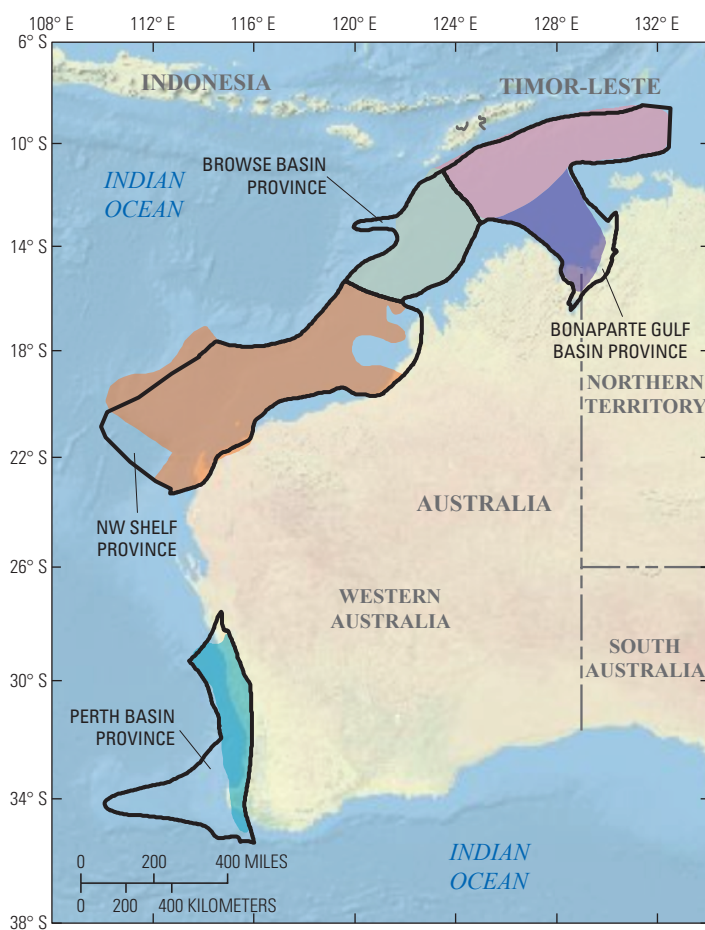 108° E
112° E
116° E
120° E
124° E
128° E
132° E
6° S
10° S
14° S
18° S
22° S
26° S
30° S
34° S
38° S
INDONESIA
TIMOR-LESTE
INDIAN
OCEAN
BROWSE BASIN
PROVINCE
BONAPARTE GULF
BASIN PROVINCE
NORTHERN
TERRITORY
NW SHELF
PROVINCE
AUSTRALIA
WESTERN
AUSTRALIA
SOUTH
AUSTRALIA
PERTH BASIN
PROVINCE
INDIAN
OCEAN
0 200 400 MILES
0 200 400 KILOMETERS